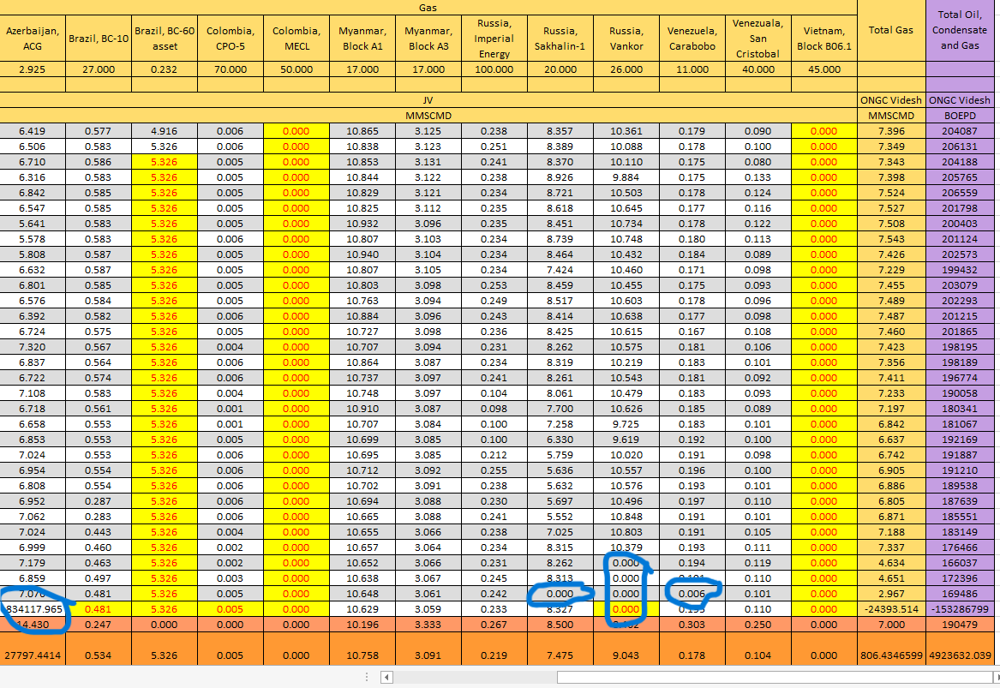 Gas
Azerbaijan, ACG Brazil, BC-10 Brazil, BC-60 asset Colombia, CPO-5 Colombia, MECL Myanmar, Block A1 Myanmar, Block A3 Russia, Imperial Energy Russia, Sakhalin-1 Russia, Vankor Venezuela, Carabobo Venezuala, San Cristobal Vietnam, Block B06.1 Total Gas Total Oil, Condensate and Gas
2.925 27.000 0.232 70.000 50.000 17.000 17.000 100.000 20.000 26.000 11.000 40.000 45.000
JV ONGC Videsh ONGC Videsh
MMSCMD MMSCMD BOEPD
6.419 0.577 4.916 0.006 0.000 10.865 3.125 0.238 8.357 10.361 0.179 0.090 0.000 7.396 204087
6.506 0.583 5.326 0.006 0.000 10.838 3.123 0.251 8.389 10.088 0.178 0.100 0.000 7.349 206131
6.710 0.586 5.326 0.005 0.000 10.853 3.131 0.241 8.370 10.110 0.175 0.080 0.000 7.343 204188
6.316 0.583 5.326 0.005 0.000 10.844 3.122 0.238 8.926 9.884 0.175 0.133 0.000 7.398 205765
6.842 0.585 5.326 0.005 0.000 10.829 3.121 0.234 8.721 10.503 0.178 0.124 0.000 7.524 206559
6.547 0.585 5.326 0.005 0.000 10.825 3.112 0.235 8.618 10.645 0.177 0.116 0.000 7.527 201798
5.641 0.583 5.326 0.005 0.000 10.932 3.096 0.235 8.451 10.734 0.178 0.122 0.000 7.508 200403
5.578 0.583 5.326 0.006 0.000 10.807 3.103 0.234 8.739 10.748 0.180 0.113 0.000 7.543 201124
5.808 0.587 5.326 0.005 0.000 10.940 3.104 0.234 8.464 10.432 0.184 0.089 0.000 7.426 202573
6.632 0.587 5.326 0.005 0.000 10.807 3.105 0.234 7.424 10.460 0.171 0.098 0.000 7.229 199432
6.801 0.585 5.326 0.005 0.000 10.803 3.098 0.253 8.459 10.455 0.175 0.093 0.000 7.455 203079
6.576 0.584 5.326 0.005 0.000 10.763 3.094 0.249 8.517 10.603 0.178 0.096 0.000 7.489 202293
6.392 0.582 5.326 0.006 0.000 10.884 3.096 0.243 8.414 10.638 0.177 0.098 0.000 7.487 201215
6.724 0.575 5.326 0.005 0.000 10.727 3.098 0.236 8.425 10.615 0.167 0.108 0.000 7.460 201865
7.320 0.567 5.326 0.004 0.000 10.707 3.094 0.231 8.262 10.575 0.181 0.106 0.000 7.423 198195
6.837 0.564 5.326 0.006 0.000 10.864 3.087 0.234 8.319 10.219 0.183 0.101 0.000 7.356 198189
6.722 0.574 5.326 0.006 0.000 10.737 3.097 0.241 8.261 10.543 0.181 0.092 0.000 7.411 196774
7.108 0.583 5.326 0.004 0.000 10.748 3.097 0.104 8.061 10.479 0.183 0.093 0.000 7.233 190058
6.718 0.561 5.326 0.001 0.000 10.910 3.087 0.098 7.700 10.626 0.185 0.089 0.000 7.197 180341
6.658 0.553 5.326 0.001 0.000 10.707 3.084 0.100 7.258 9.725 0.183 0.101 0.000 6.842 181067
6.853 0.553 5.326 0.005 0.000 10.699 3.085 0.100 6.330 9.619 0.192 0.100 0.000 6.637 192169
7.024 0.553 5.326 0.006 0.000 10.695 3.085 0.212 5.759 10.020 0.191 0.098 0.000 6.742 191887
6.954 0.554 5.326 0.006 0.000 10.712 3.092 0.255 5.636 10.557 0.196 0.100 0.000 6.905 191210
6.808 0.554 5.326 0.006 0.000 10.702 3.091 0.238 5.632 10.576 0.193 0.101 0.000 6.886 189538
6.952 0.287 5.326 0.006 0.000 10.694 3.088 0.230 5.697 10.496 0.197 0.110 0.000 6.805 187639
7.062 0.283 5.326 0.006 0.000 10.665 3.088 0.241 5.552 10.848 0.191 0.101 0.000 6.871 185551
7.024 0.443 5.326 0.004 0.000 10.655 3.066 0.238 7.025 10.803 0.191 0.105 0.000 7.188 183149
6.999 0.460 5.326 0.002 0.000 10.657 3.064 0.234 8.315 10.379 0.193 0.111 0.000 7.337 176466
7.179 0.463 5.326 0.002 0.000 10.652 3.066 0.231 8.262 0.000 0.194 0.119 0.000 4.634 166037
6.859 0.497 5.326 0.003 0.000 10.638 3.067 0.245 8.313 0.000 0.110 0.000 4.651 172396
0.481 5.326 0.005 0.000 10.648 3.061 0.242 0.000 0.000 0.006 0.101 0.000 2.967 169486
834117.965 0.481 5.326 0.005 0.000 10.629 3.059 0.233 8.327 0.000 0.110 0.000 -24393.514 -153286799
14.430 0.247 0.000 0.000 0.000 10.196 3.333 0.267 8.500 0.303 0.250 0.000 7.000 190479
27797.4414 0.534 5.326 0.005 0.000 10.758 3.091 0.219 7.475 9.043 0.178 0.104 0.000 806.4346599 4923632.039